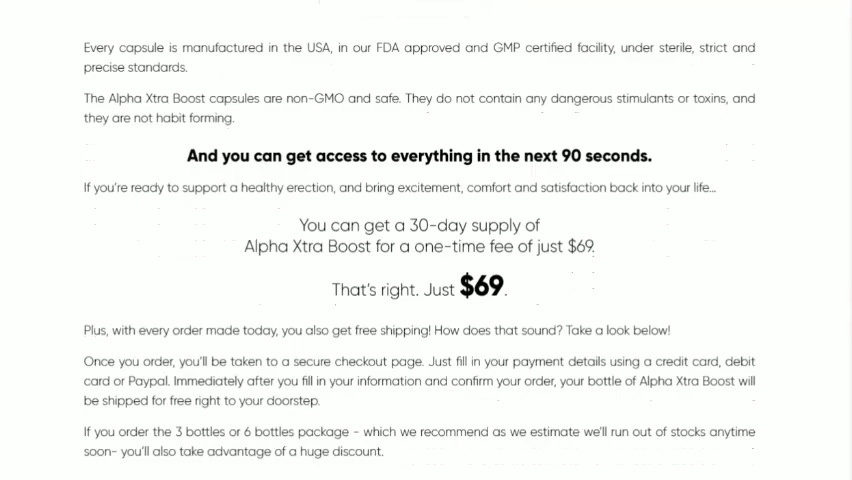 Every capsule is manufactured in the USA, in our FDA approved and GMP certified facility, under sterile, strict and
precise standards.
The Alpha Xtra Boost capsules are non-GMO and safe. They do not contain any dangerous stimulants or toxins, and
they are not habit forming.
And you can get access to everything in the next 90 seconds.
If you're ready to support a healthy erection, and bring excitement, comfort and satisfaction back into your life...
You can get a 30-day supply of
Alpha Xtra Boost for a one-time fee of just $69.
That's right. Just $69.
Plus, with every order made today, you also get free shipping! How does that sound? Take a look below!
Once you order, you'll be taken to a secure checkout page. Just fill in your payment details using a credit card, debit
card or Paypal. Immediately after you fill in your information and confirm your order, your bottle of Alpha Xtra Boost will
be shipped for free right to your doorstep.
If you order the 3 bottles or 6 bottles package - which we recommend as we estimate we'll run out of stocks anytime
soon- you'll also take advantage of a huge discount.